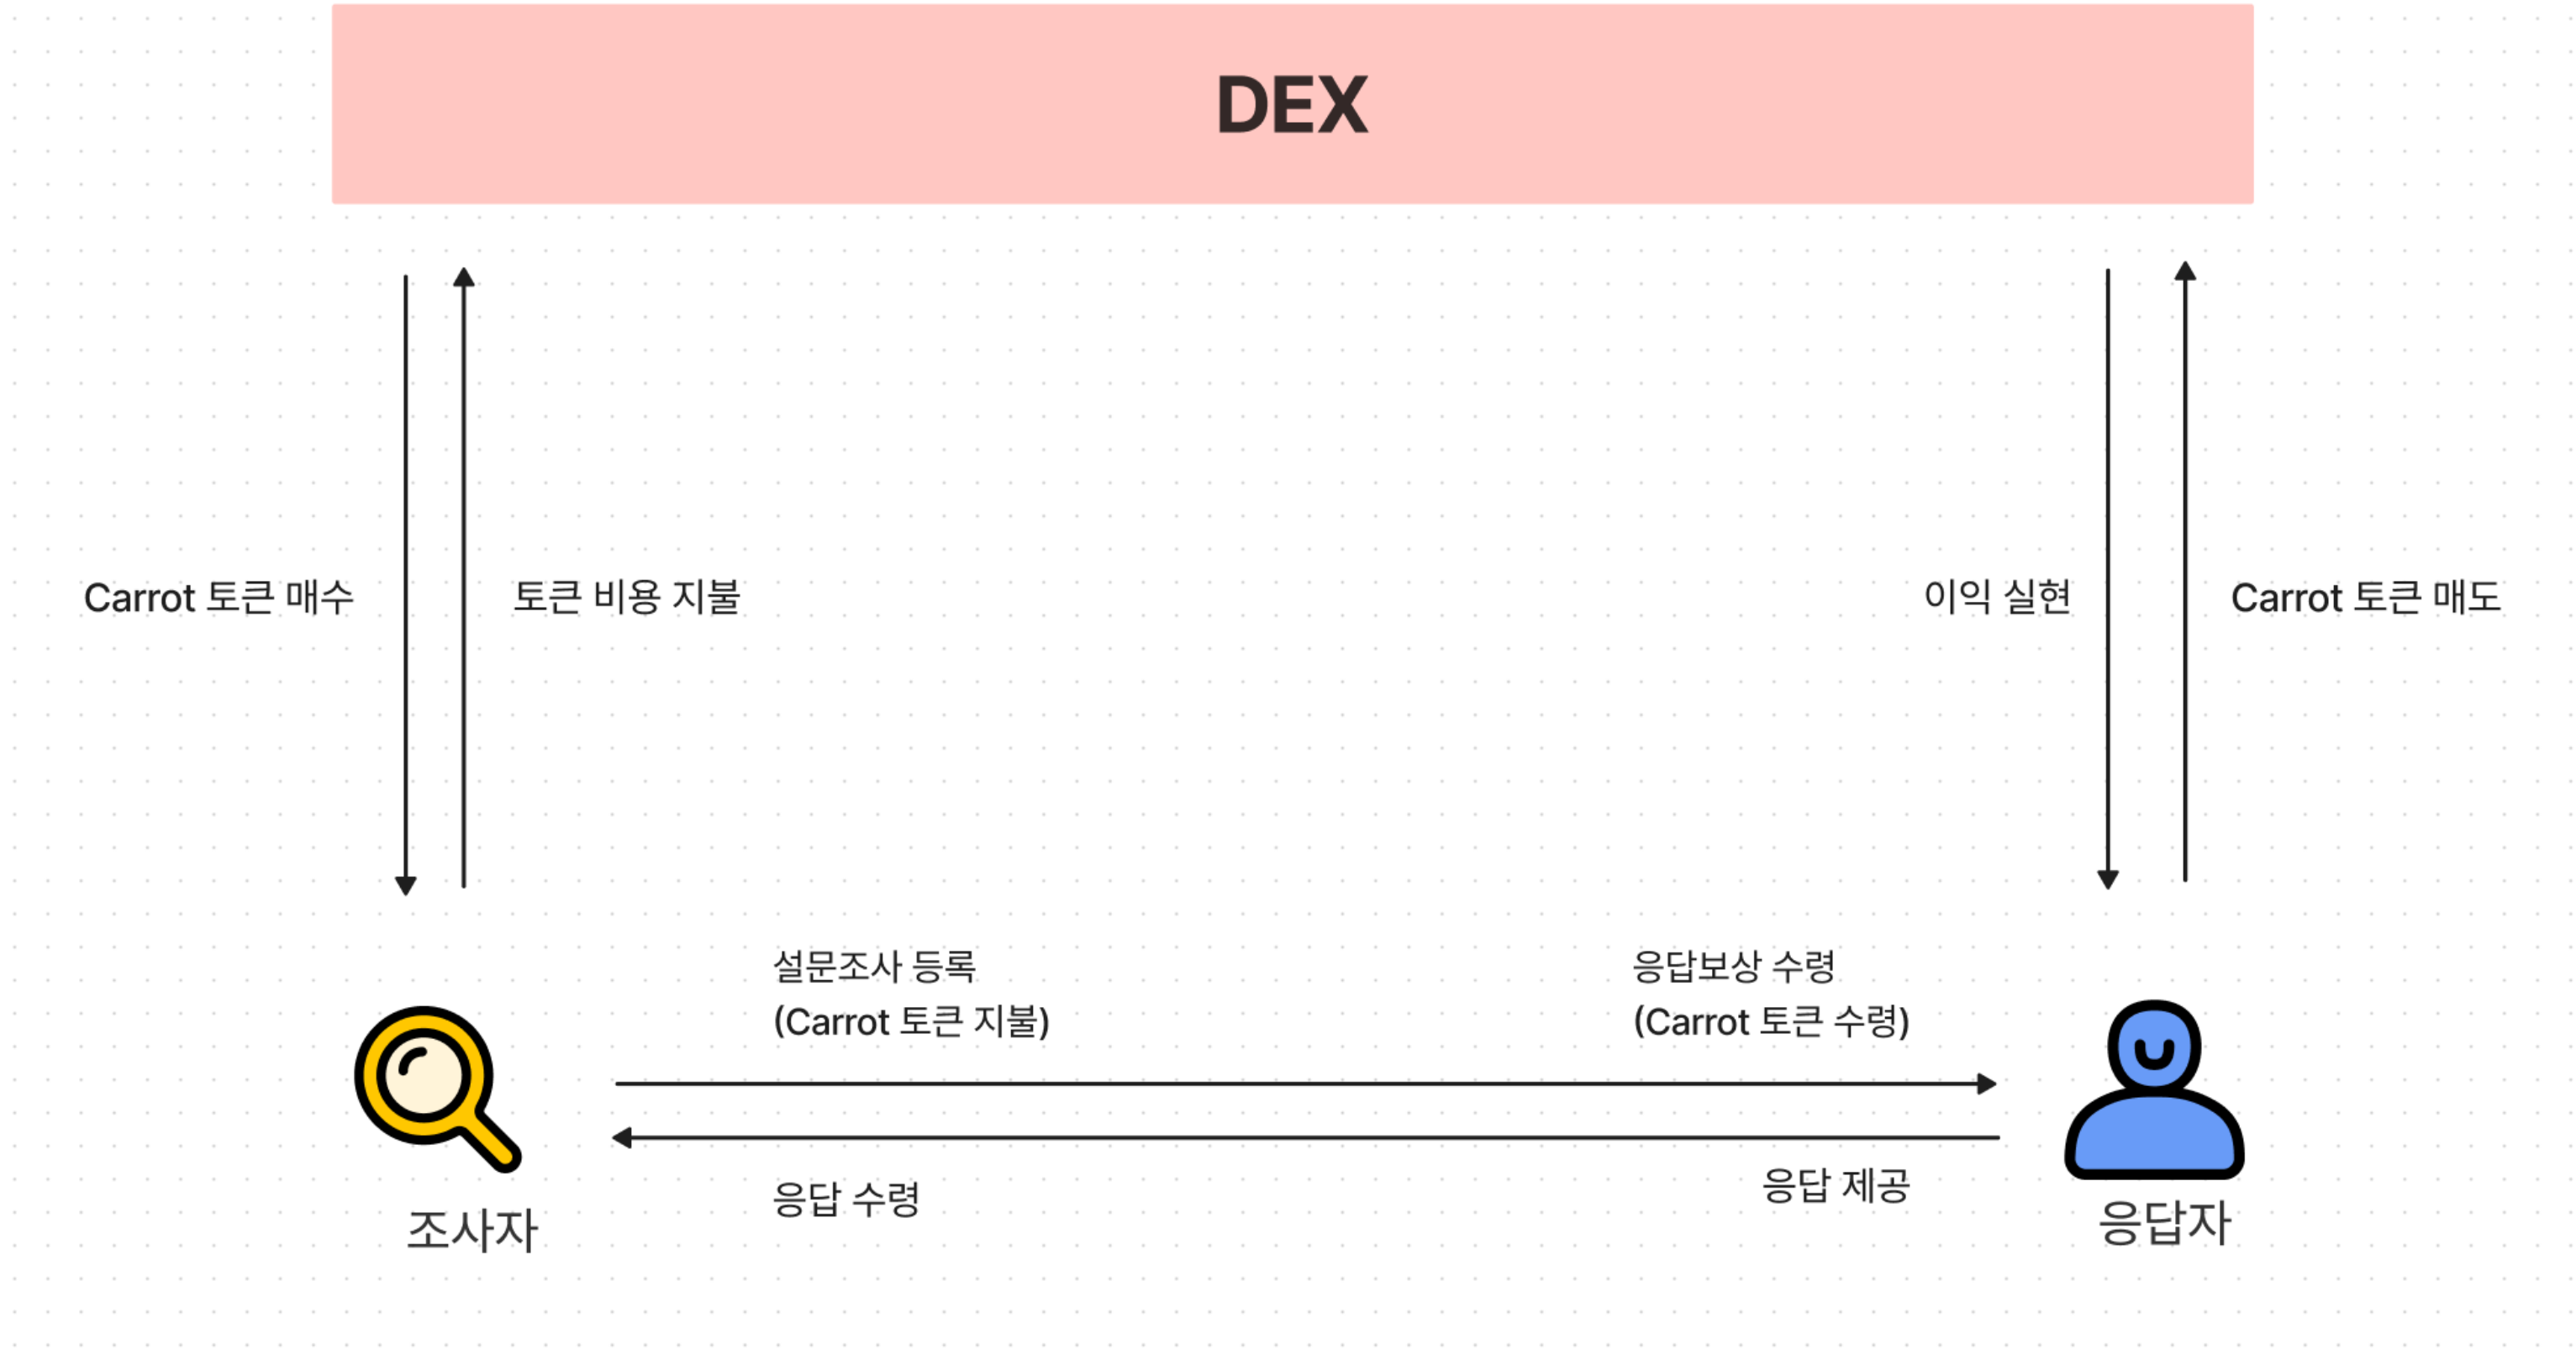 DEX
Carrot 토큰 매수
토큰 비용 지불
이익 실현
Carrot 토큰 매도
설문조사 등록
(Carrot 토큰 지불)
응답보상 수령
(Carrot 토큰 수령)
응답 수령
응답 제공
조사자
응답자